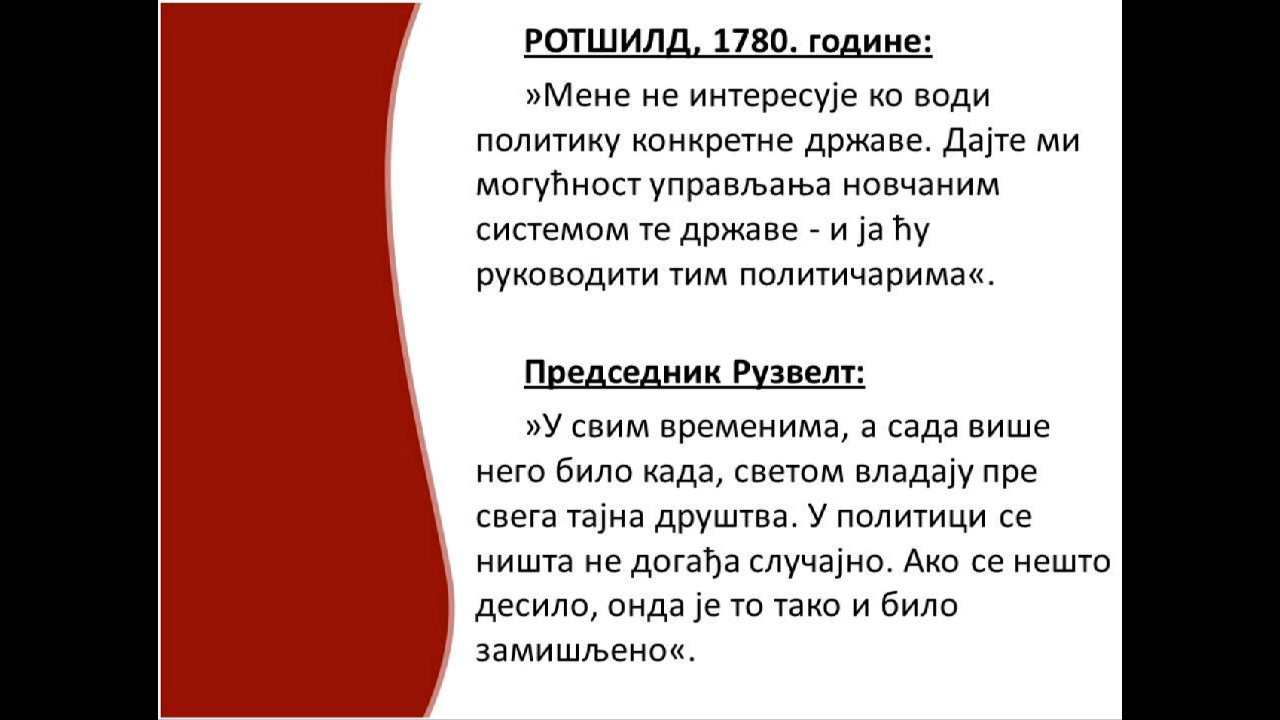 РОТШИЛД, 1780. године:
»Мене не интересује ко води
политику конкретне државе. Дајте ми
могућност управљања новчаним
системом те државе - и ја ћу
руководити тим политичарима«.
Председник Рузвелт:
»У свим временима, а сада више
него било када, светом владају пре
свега тајна друштва. У политици се
ништа не догађа случајно. Ако се нешто
десило, онда је то тако и било
замишљено«.